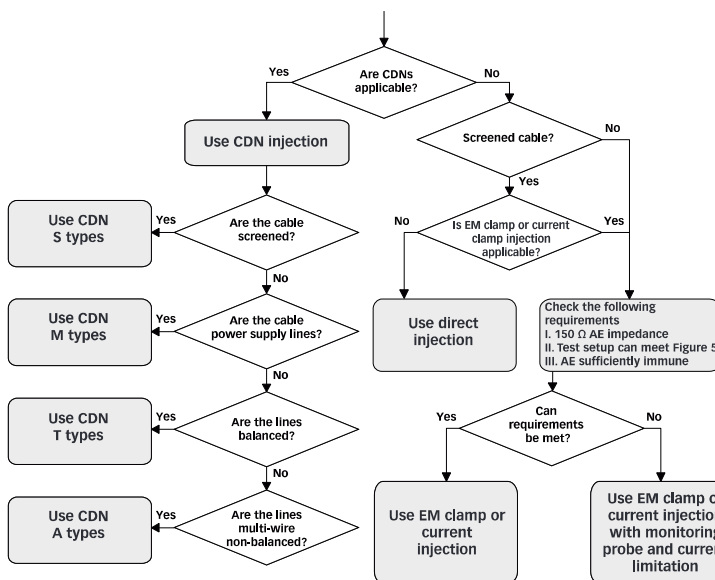 Are CDNs
applicable?
Yes
No
Use CDN injection
Screened cable?
No
Yes
Use CDN
S types
Yes
Are the cable
screened?
No
Is EM clamp or current
clamp injection
applicable?
No
Yes
Use CDN
M types
Yes
Are the cable
power supply lines?
No
Use direct
injection
Check the following
requirements
I. 150 Ω AE impedance
II. Test setup can meet Figure 5
III. AE sufficiently immune
Use CDN
T types
Yes
Are the lines
balanced?
No
Can
requirements
be met?
Yes
No
Use CDN
A types
Yes
Are the lines
multi-wire
non-balanced?
Use EM clamp or
current
injection
Use EM clamp o
current injection
with monitoring
probe and curren
limitation